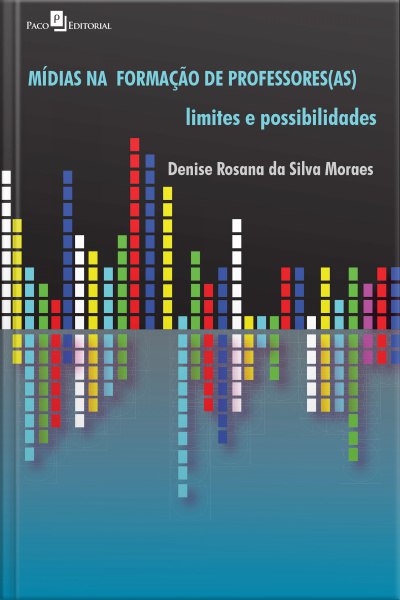 PACO EDITORIAL
MÍDIAS NA FORMAÇÃO DE PROFESSORES(AS)
limites e possibilidades
Denise Rosana da Silva Moraes